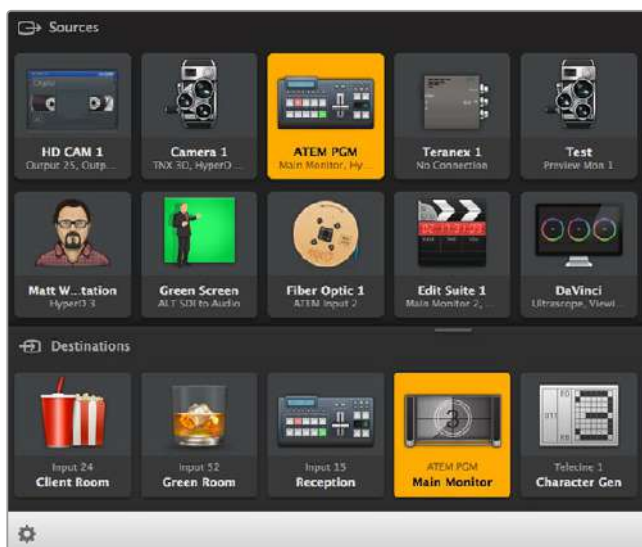 Sources
HD CAM 1
Output 25, Outp...
Camera 1
TNX 3D, HyperD ...
ATEM PGM
Main Monitor, Hy...
Teranex 1
No Connection
Test
Preview Mon 1
Matt W...tation
HyperD 3
Green Screen
ALT SDI to Audio
Fiber Optic 1
ATEM Input 2
Edit Suite 1
Main Monitor 2, ...
DaVinci
Ultrascope, Viewi...
Destinations
Input 24
Client Room
Input 52
Green Room
Input 15
Reception
3
ATEM PGM
Main Monitor
Telecine 1
Character Gen